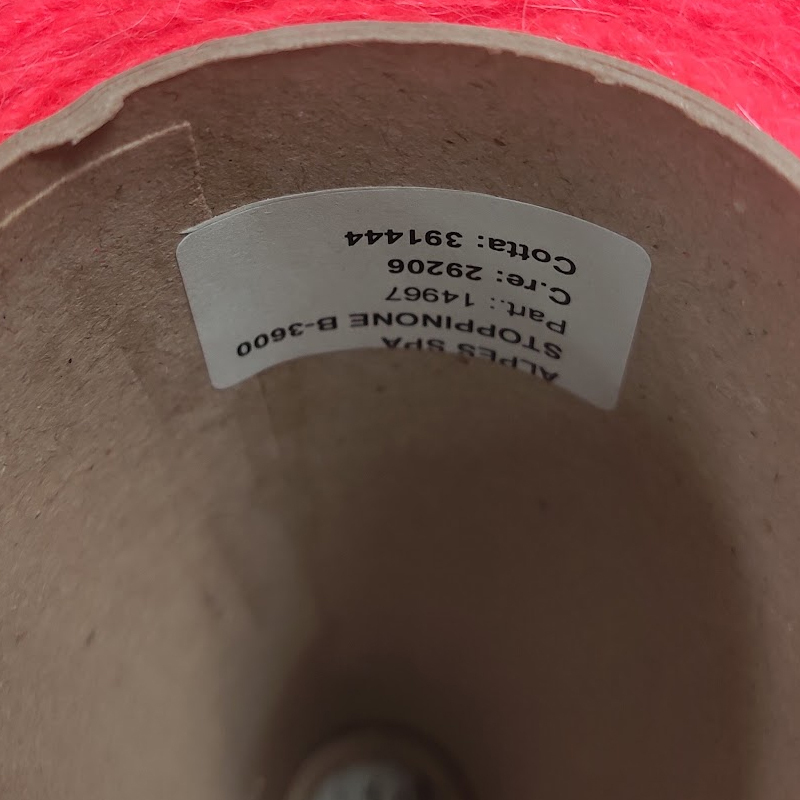 ALPES SPA
STOPPINONE B-3600
Part.: 14967
C.re: 29206
Cotta: 391444